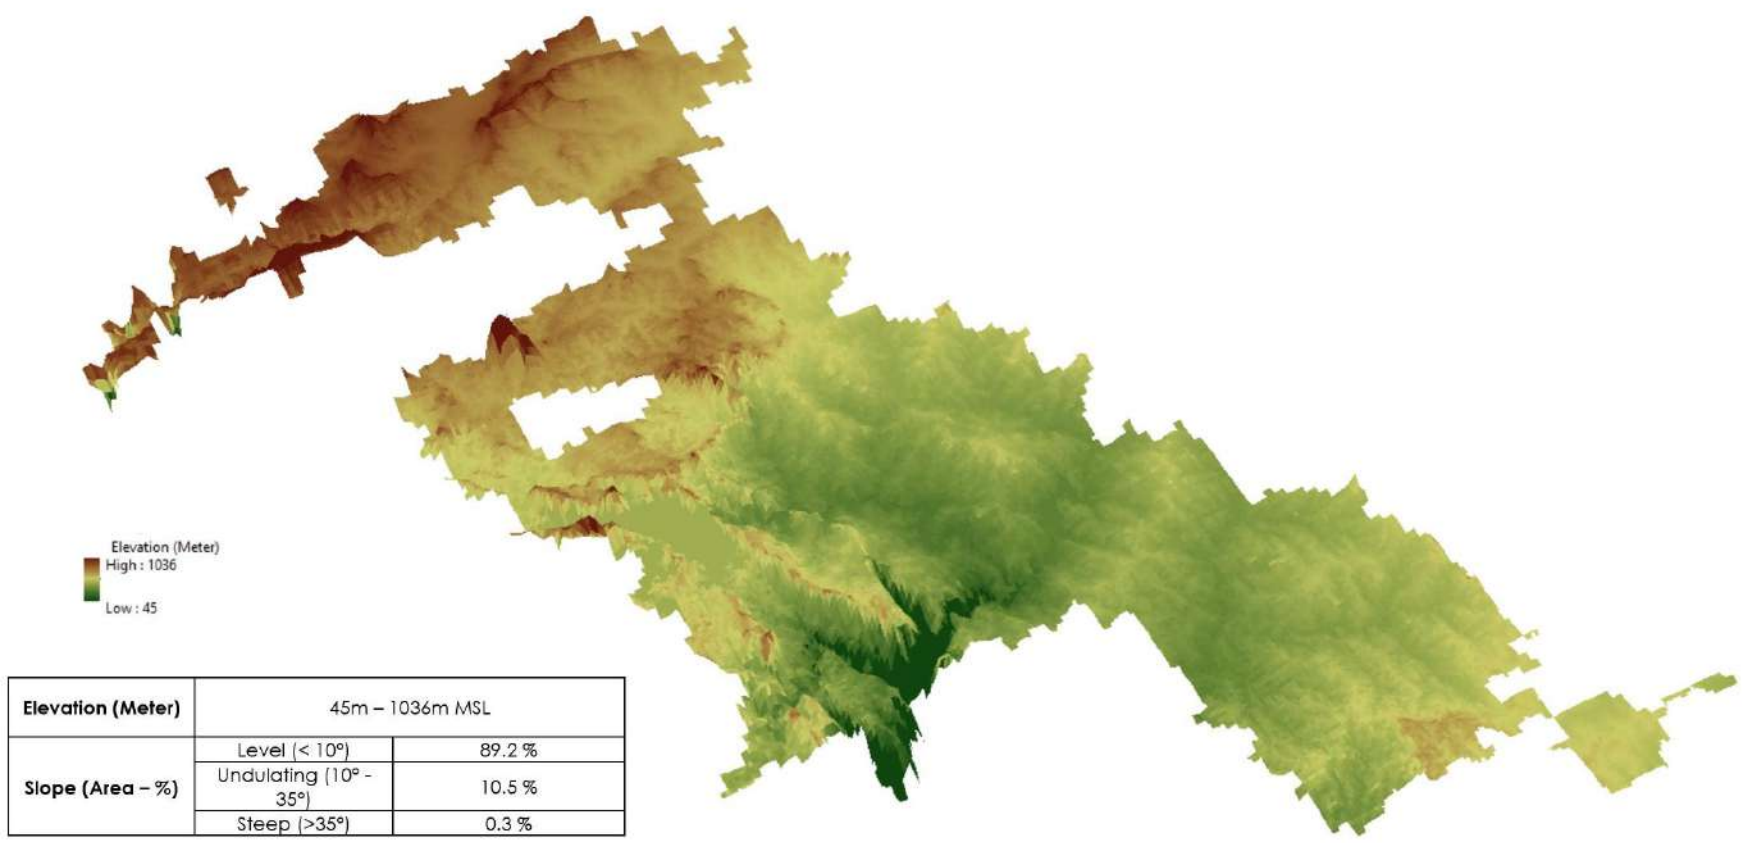 Elevation (Meter)
High : 1036
Low : 45
Elevation (Meter)
45m – 1036m MSL
Slope (Area – %)
Level (< 10°)
89.2 %
Undulating (10° -
35°)
10.5 %
Steep (>35°)
0.3 %